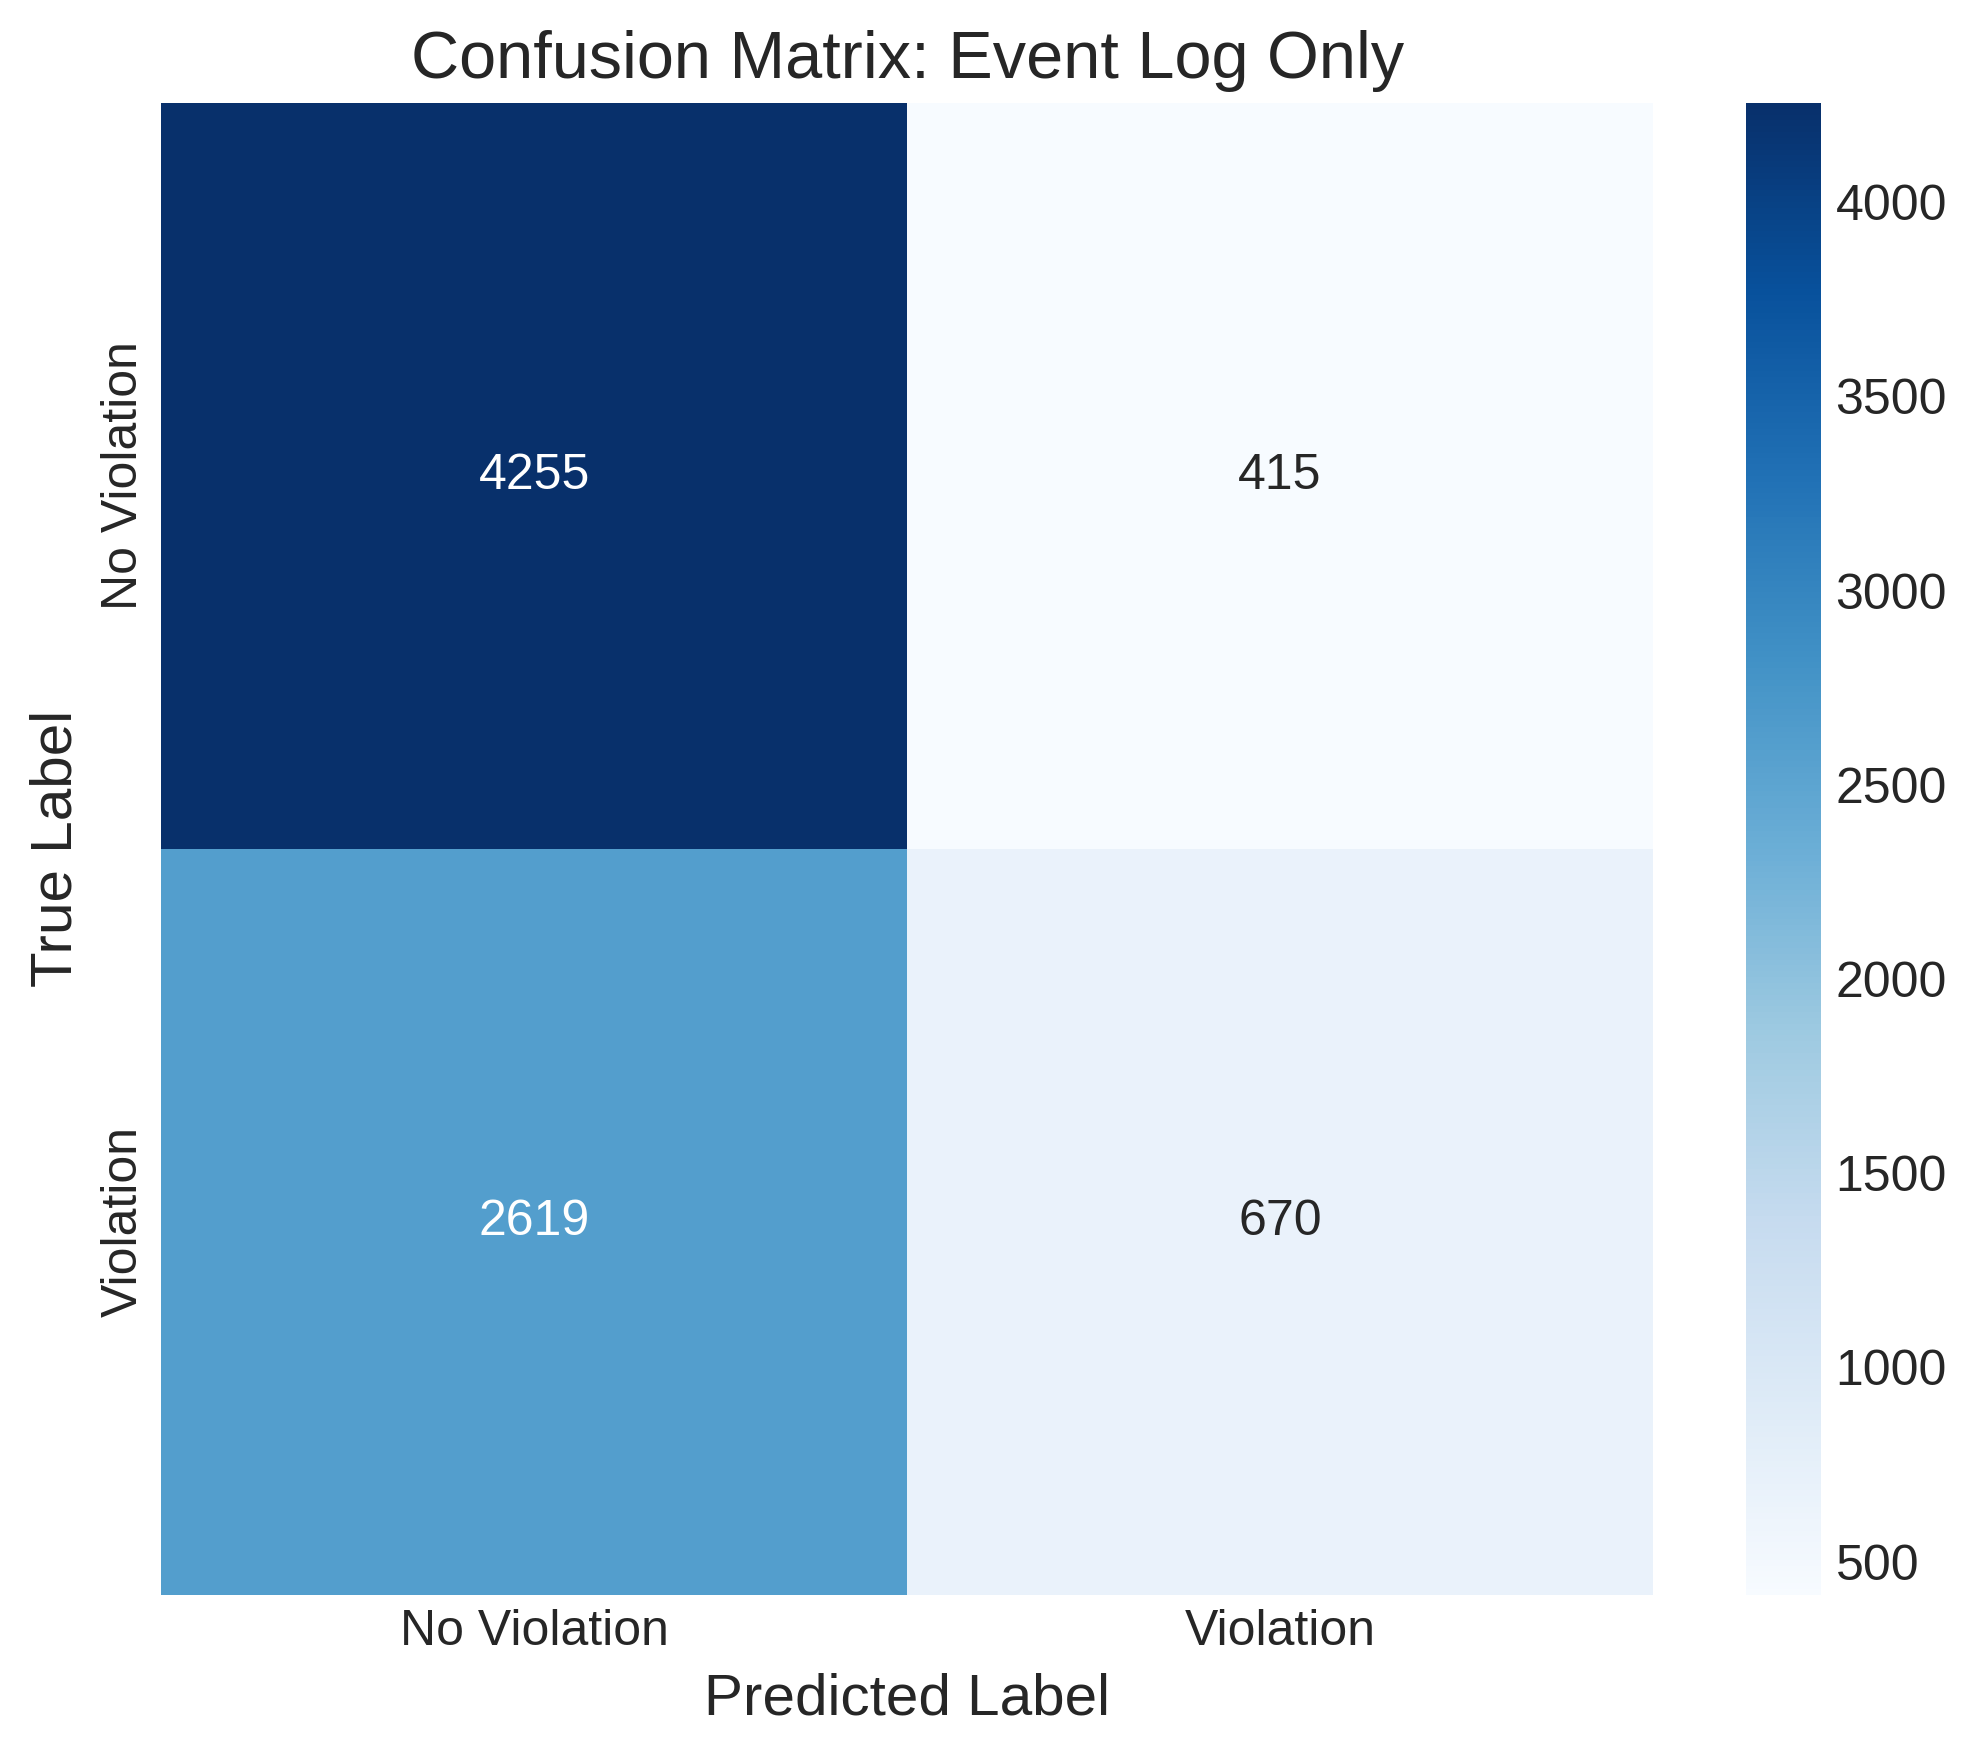 Confusion Matrix: Event Log Only
True Label
No Violation
Violation
4255
415
2619
670
No Violation
Violation
Predicted Label
4000
3500
3000
2500
2000
1500
1000
500